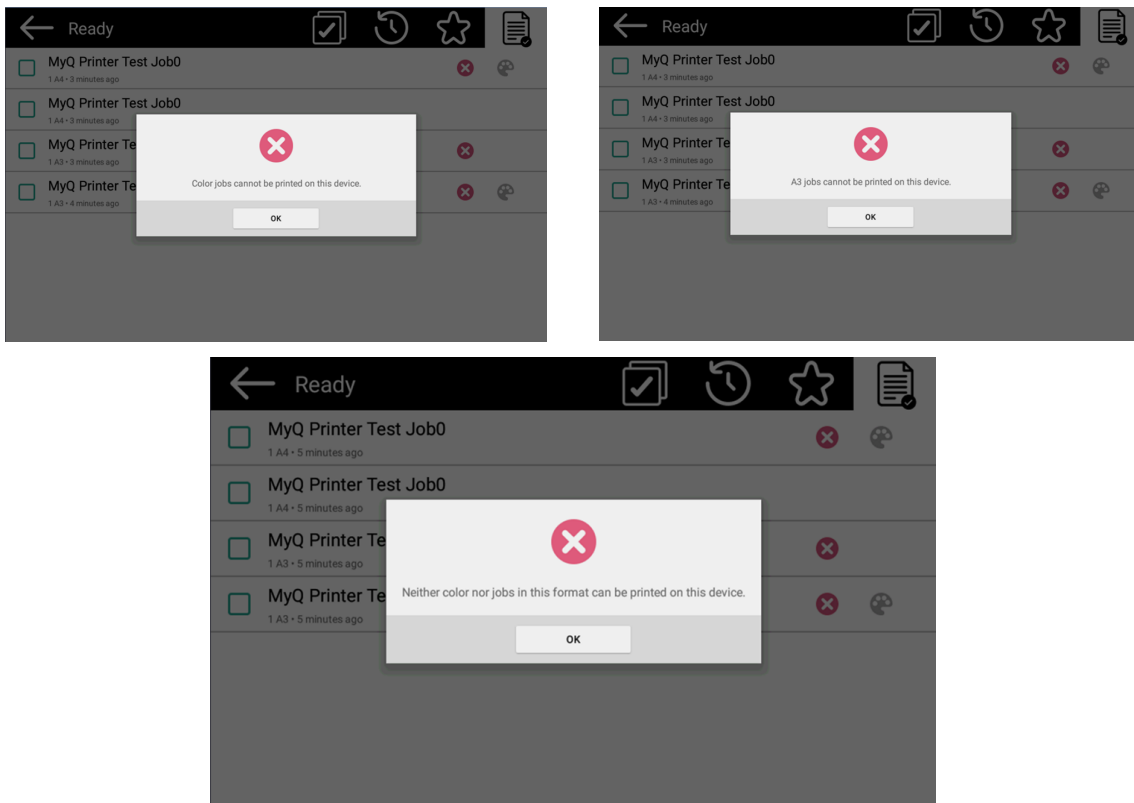 Ready
MyQ Printer Test Job0
1 A4 • 3 minutes ago
MyQ Printer Test Job0
1 A4 • 3 minutes ago
MyQ Printer Te
1 A3 • 3 minutes ago
MyQ Printer Te
1 A3 • 4 minutes ago
Color jobs cannot be printed on this device.
OK
Ready
MyQ Printer Test Job0
1 A4 • 3 minutes ago
MyQ Printer Test Job0
1 A4 • 3 minutes ago
MyQ Printer Te
1 A3 • 3 minutes ago
MyQ Printer Te
1 A3 • 4 minutes ago
A3 jobs cannot be printed on this device.
OK
Ready
MyQ Printer Test Job0
1 A4 • 5 minutes ago
MyQ Printer Test Job0
1 A4 • 5 minutes ago
MyQ Printer Te
1 A3 • 5 minutes ago
MyQ Printer Te
1 A3 • 5 minutes ago
Neither color nor jobs in this format can be printed on this device.
OK